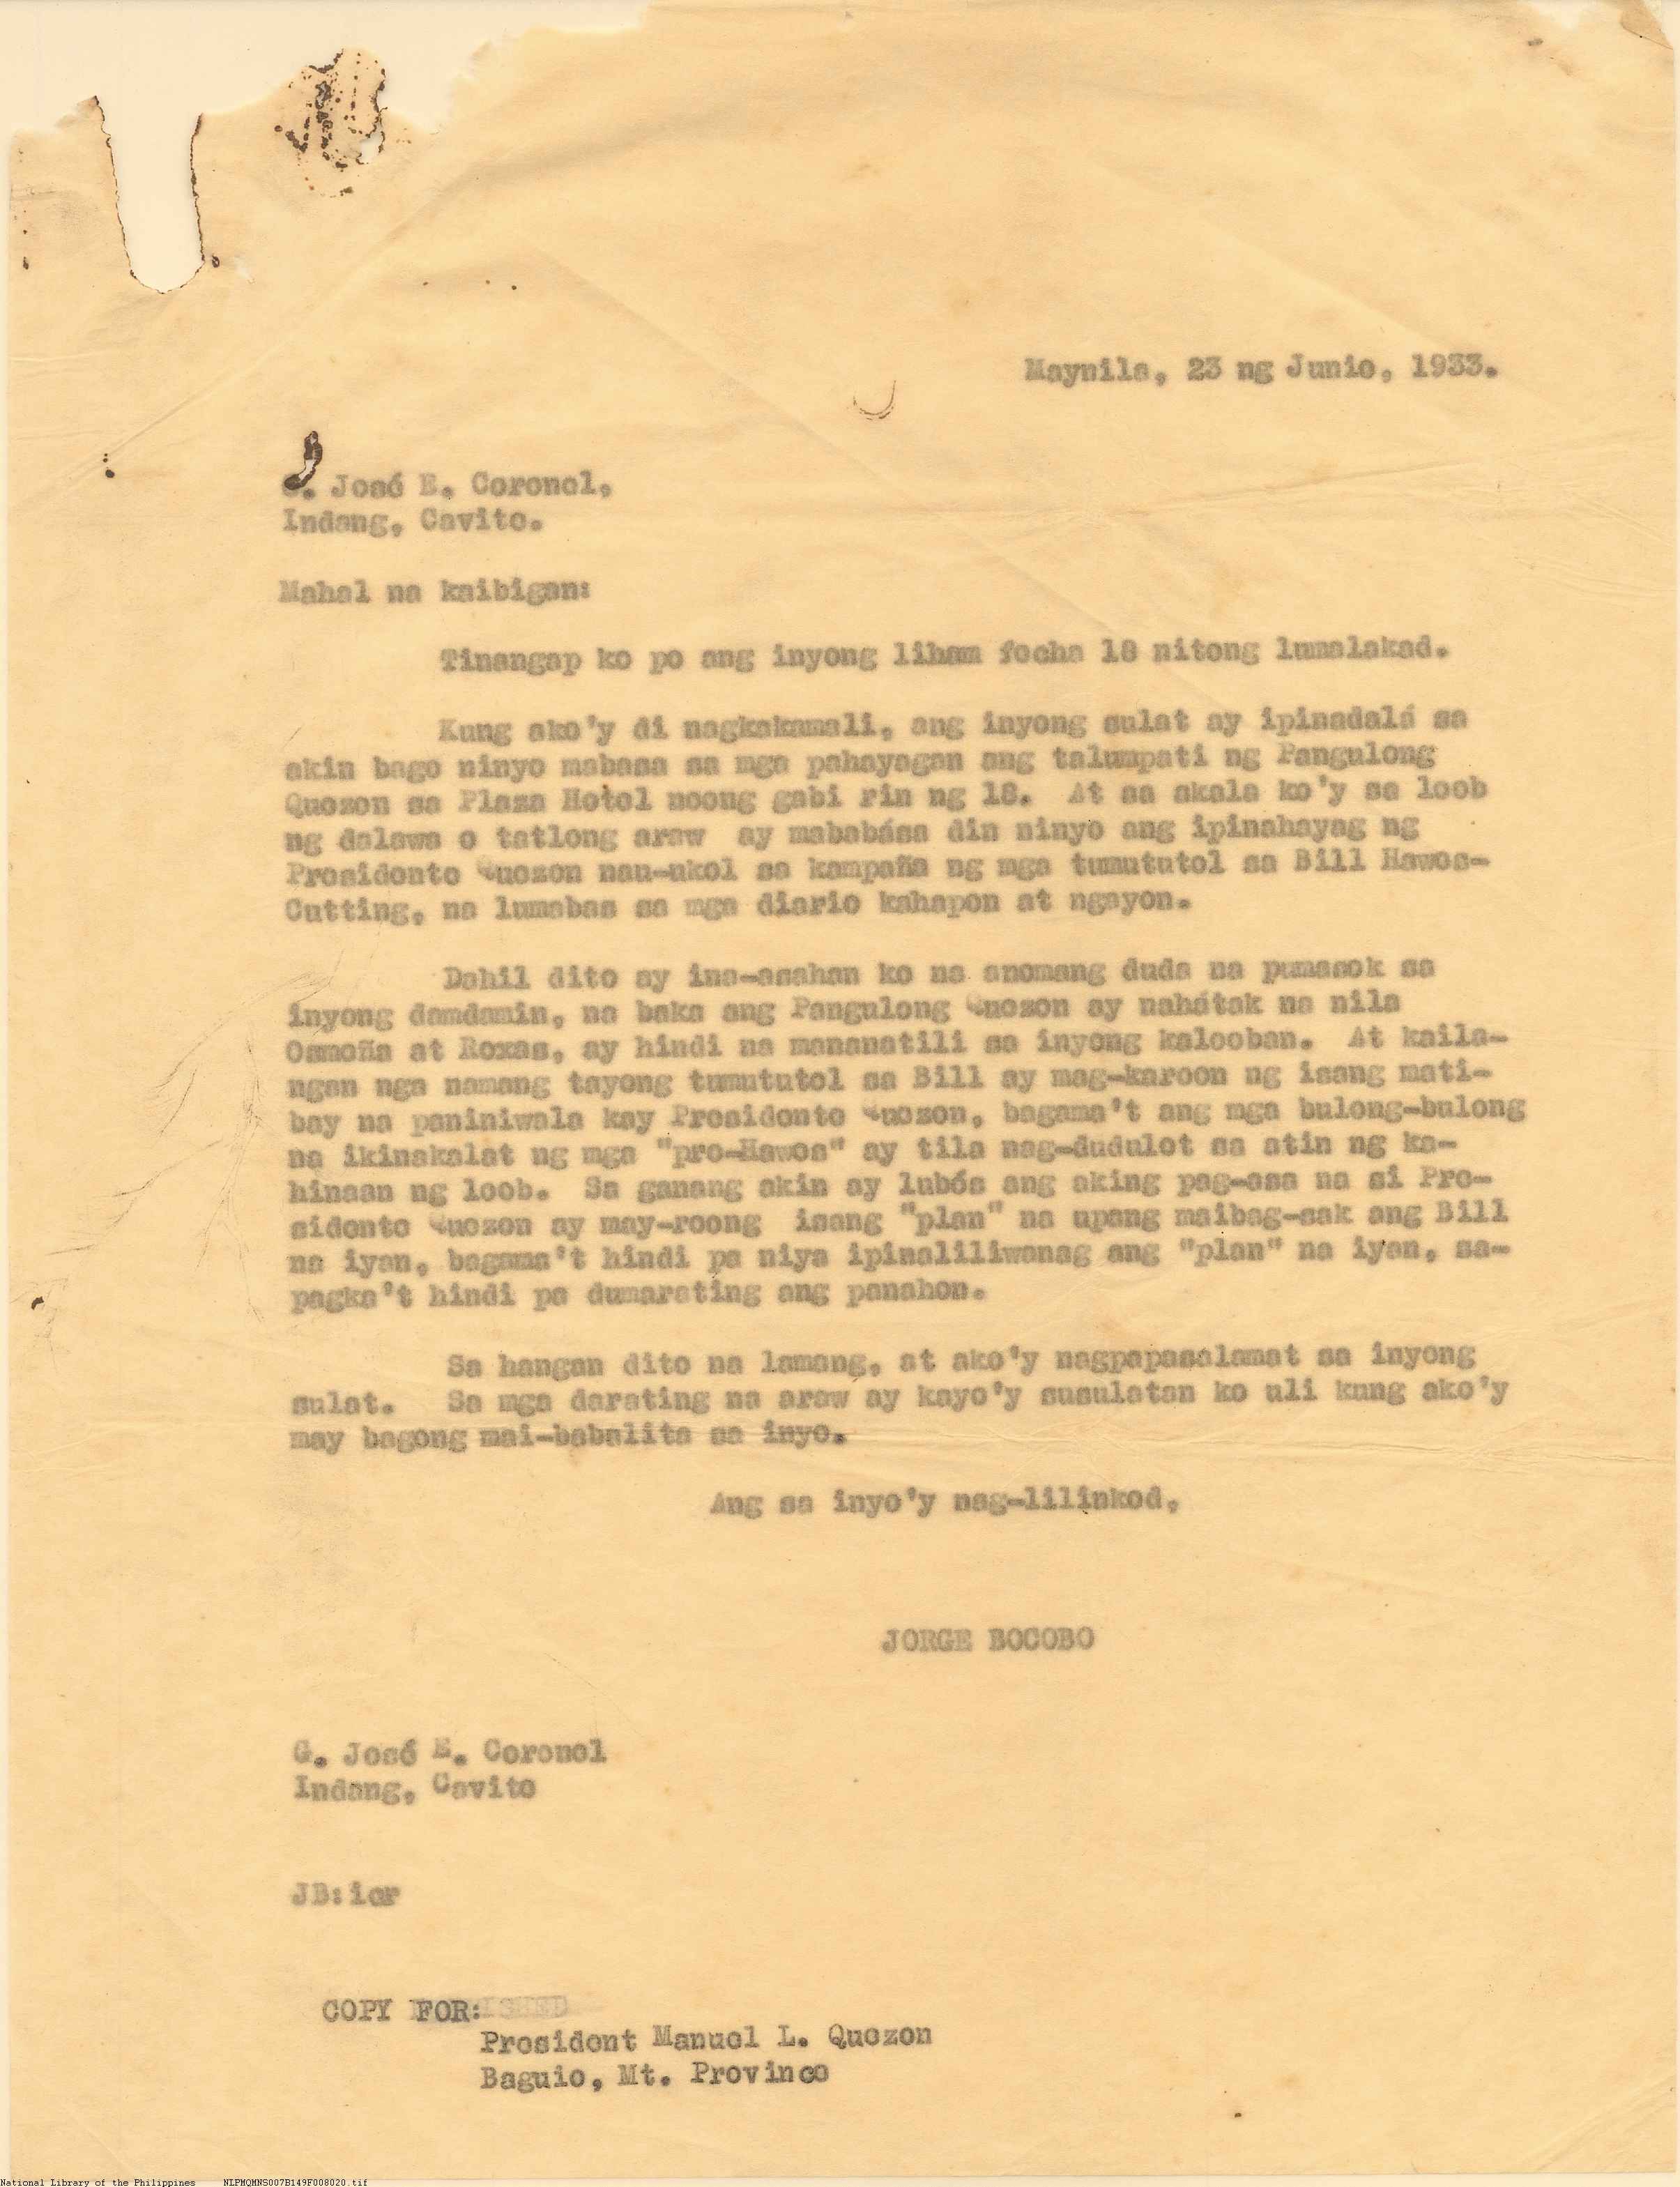 Maynila, 23 ng Junio, 1933.
G. José E. Coronel,
Indang, Cavite.
Mahal na kaibigan:
Tinangap ko po ang inyong liham fecha 18 nitong lumalakad.
Kung ako'y di nagkakamali, ang inyong sulat ay ipinadalá sa
akin bago ninyo mabasa sa mga pahayagan ang talumpati ng Pangulong
Quezon sa Plaza Hotel noong gabi rin ng 18. At sa akala ko'y sa loob
ng dalawa o tatlong araw ay mababása din ninyo ang ipinahayag ng
Presidente Quezon nau-ukol sa kampaña ng mga tumututol sa Bill Hawes-
Cutting, na lumabas sa mga diario kahapon at ngayon.
Dahil dito ay ina-asahan ko na anomang duda na pumasok sa
inyong damdamin, na baka ang Pangulong Quezon ay nahátak na nila
Osmeña at Roxas, ay hindi na mananatili sa inyong kalooban. At kaila-
ngan nga namang tayong tumututol sa Bill ay mag-karoon ng isang mati-
bay na paniniwala kay Presidente Quezon, bagama't ang mga bulong-bulong
na ikinakalat ng mga "pro-Hawes" ay tila nag-dudulot sa atin ng ka-
hinaan ng loob. Sa ganang akin ay lubós ang aking pag-asa na si Pre-
sidente Quezon ay may-roong isang "plan" na upang maibag-sak ang Bill
na iyan, bagama't hindi pa niya ipinaliliwanag ang "plan" na iyan, sa-
pagka't hindi pa dumarating ang panahon.
Sa hangan dito na lamang, at ako'y nagpapasalamat sa inyong
sulat. Sa mga darating na araw ay kayo'y susulatan ko uli kung ako'y
may bagong mai-babalita sa inyo.
Ang sa inyo'y nag-lilinkod,
JORGE BOCOBO
G. José E. Coronel
Indang, Cavite
JB:icr
COPY FOR:
President Manuel L. Quezon
Baguio, Mt. Province
National Library of the Philippines NLPMQMNS007B149F008020.tif